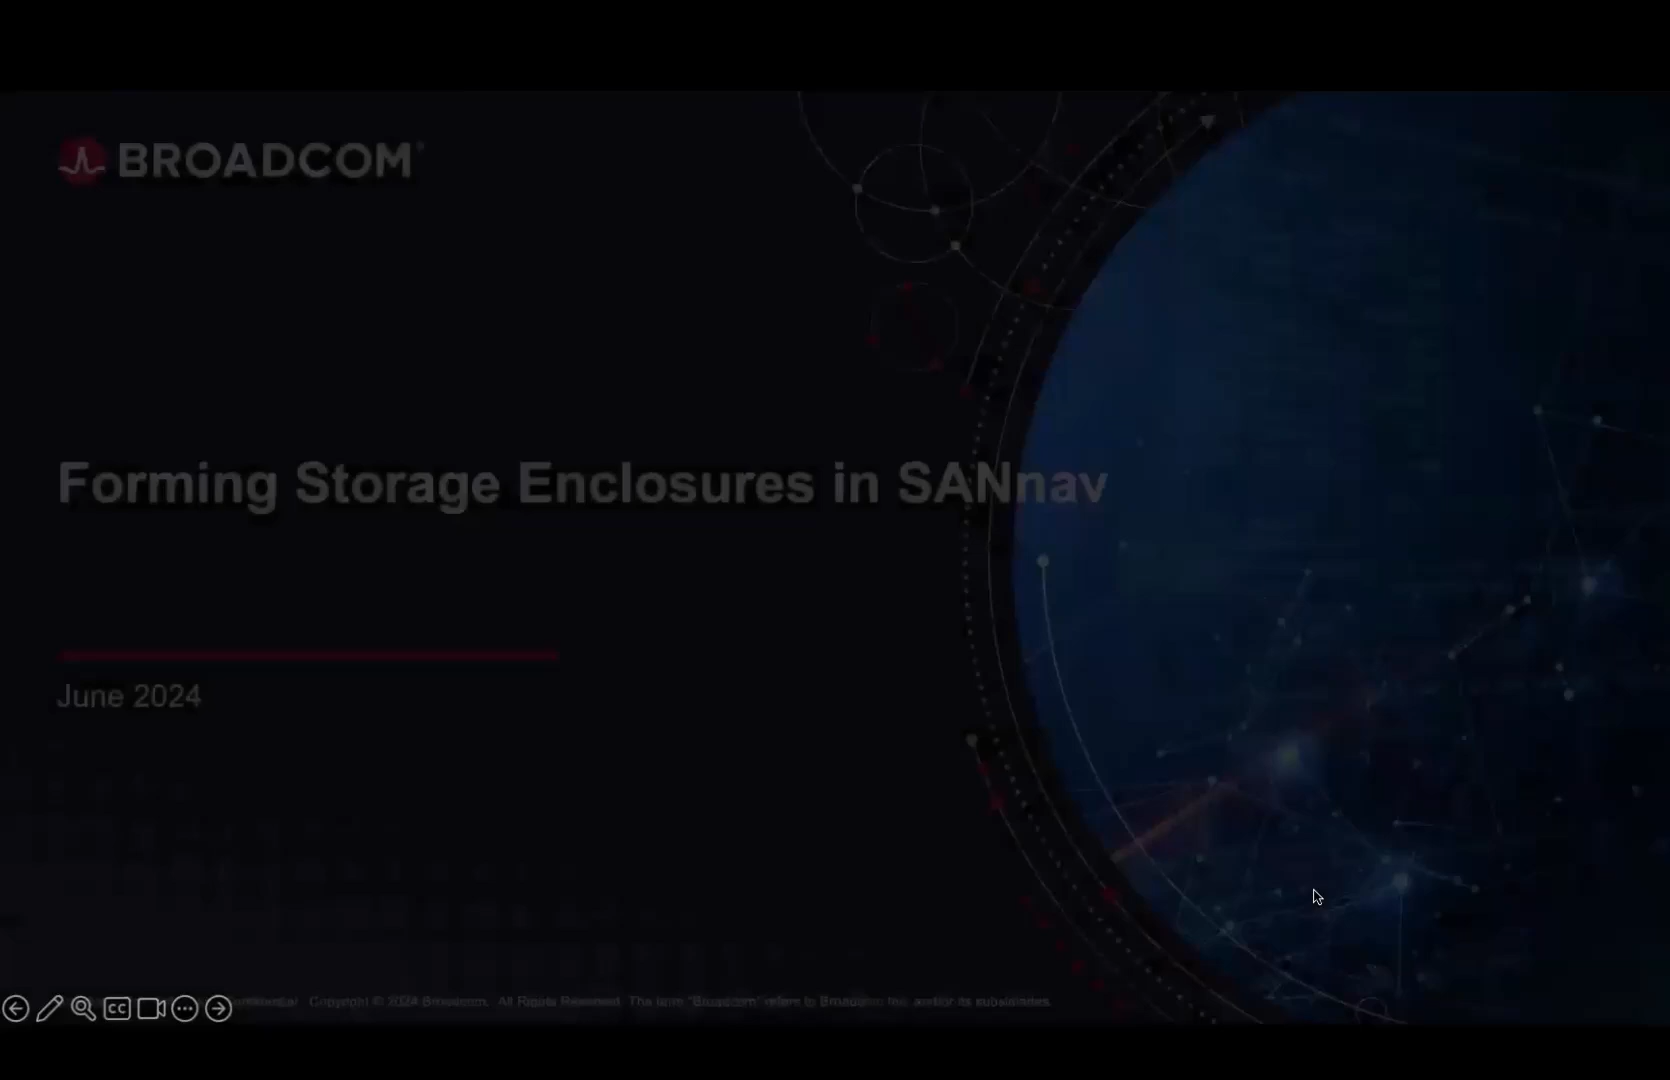 BROADCOM®
Forming Storage Enclosures in SANnav
June 2024
Copyright © 2024 Broadcom. All Rights Reserved. The term "Broadcom" refers to Broadcom Inc. and/or its subsidiaries.
CC